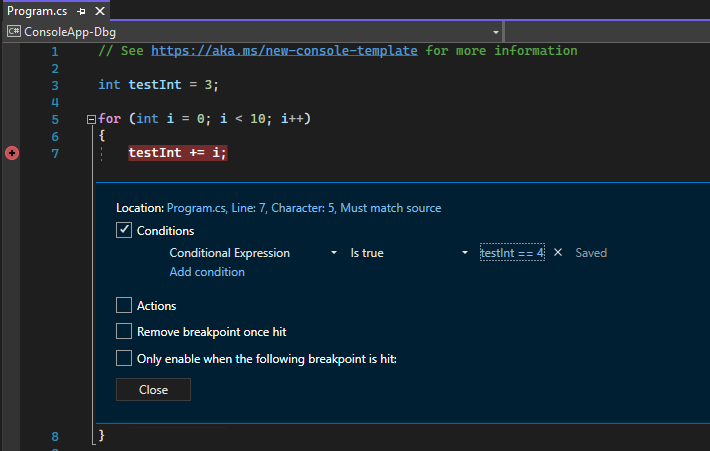 Program.cs
C# ConsoleApp-Dbg
1 // See https://aka.ms/new-console-template for more information
2
3 int testInt = 3;
4
5 for (int i = 0; i < 10; i++)
6 {
7 testInt += i;
Location: Program.cs, Line: 7, Character: 5, Must match source
Conditions
Conditional Expression Is true testInt == 4 Saved
Add condition
Actions
Remove breakpoint once hit
Only enable when the following breakpoint is hit:
Close
8 }